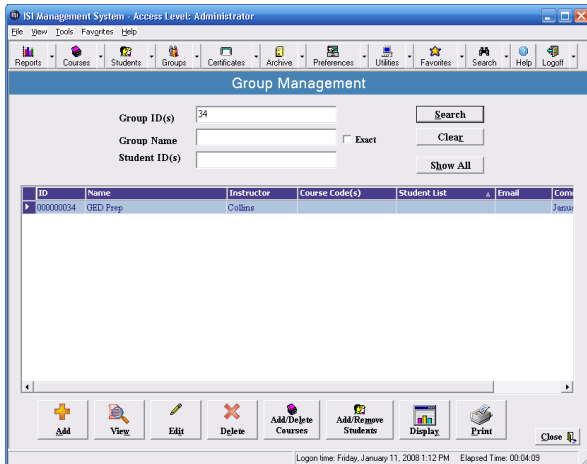 ISI Management System - Access Level: Administrator
File View Tools Favorites Help
Reports Courses Students Groups Certificates Archive Preferences Utilities Favorites Search Help Logoff
Group Management
Group ID(s) 34 Search
Group Name Exact Clear
Student ID(s)
Show All
ID Name Instructor Course Code(s) Student List Email Com
000000034 GED Prep Collins Janua
Add View Edit Delete Add/Delete Courses Add/Remove Students Display Print Close
Logon time: Friday, January 11, 2008 1:12 PM Elapsed Time: 00:04:09